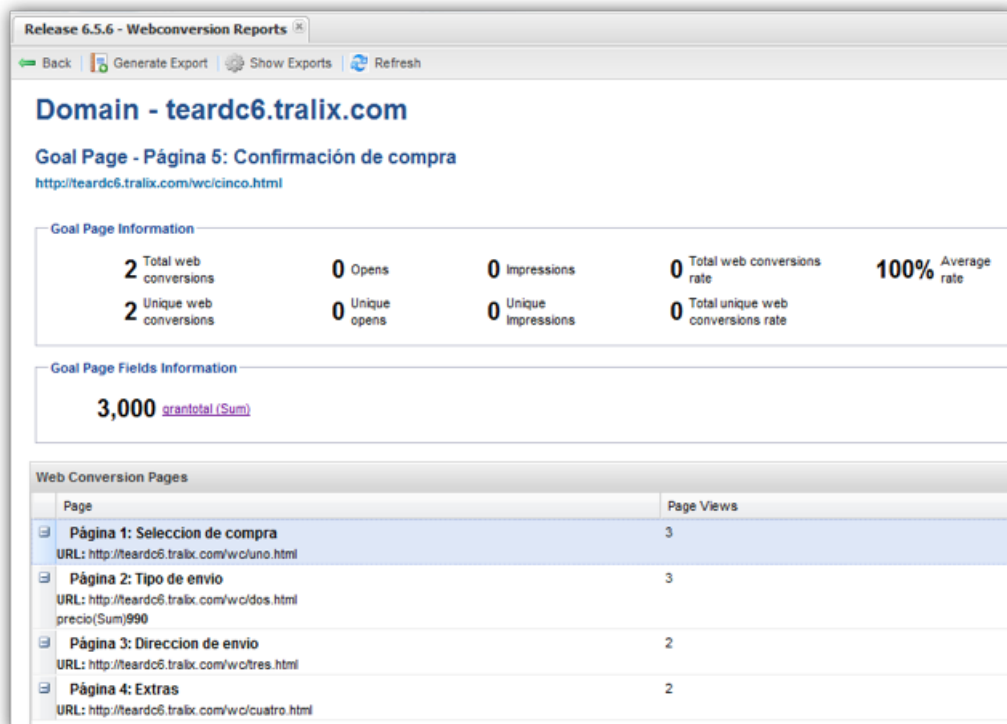 Release 6.5.6 - Webconversion Reports
Back Generate Export Show Exports Refresh
Domain - teardc6.tralix.com
Goal Page - Página 5: Confirmación de compra
http://teardc6.tralix.com/wc/cinco.html
Goal Page Information
2 Total web conversions 0 Opens 0 Impressions 0 Total web conversions rate 100% Average rate
2 Unique web conversions 0 Unique opens 0 Unique Impressions 0 Total unique web conversions rate
Goal Page Fields Information
3,000 grantotal (Sum)
Web Conversion Pages
Page Page Views
Página 1: Seleccion de compra 3
URL: http://teardc6.tralix.com/wc/uno.html
Página 2: Tipo de envio 3
URL: http://teardc6.tralix.com/wc/dos.html
precio(Sum)990
Página 3: Direccion de envio 2
URL: http://teardc6.tralix.com/wc/tres.html
Página 4: Extras 2
URL: http://teardc6.tralix.com/wc/cuatro.html